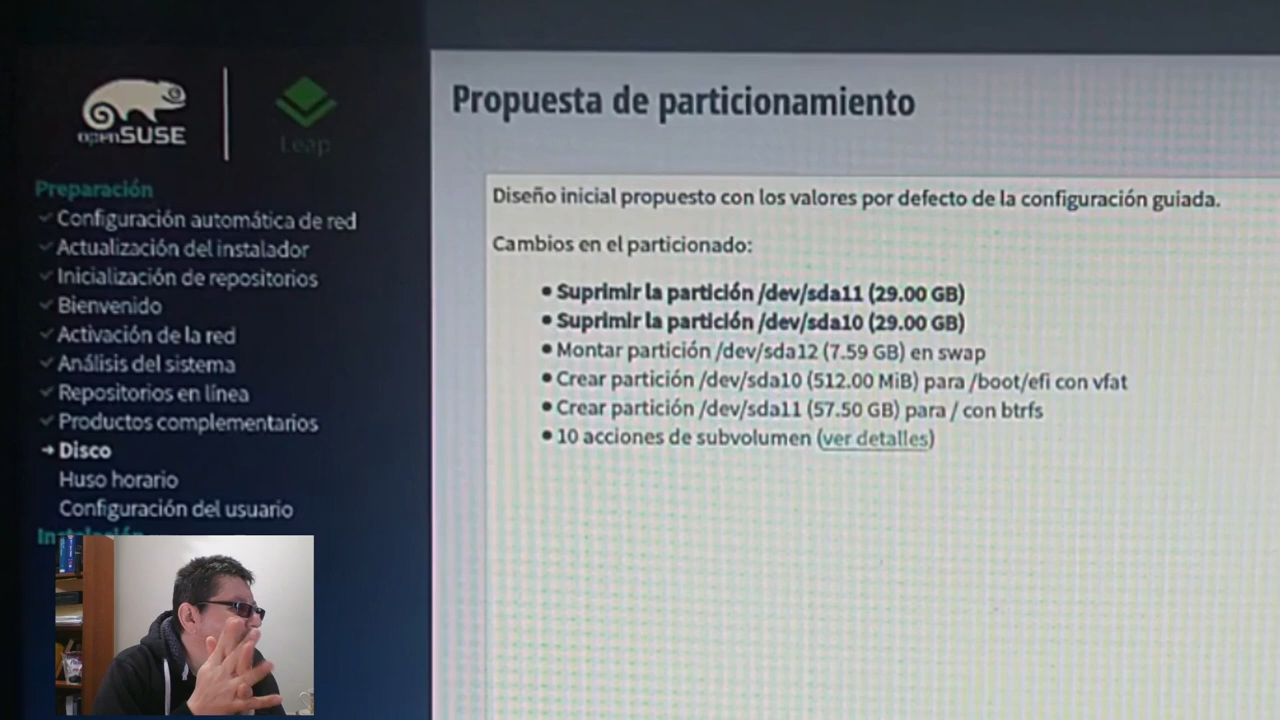 openSUSE
Leap
Propuesta de particionamiento
Preparación
Configuración automática de red
Actualización del instalador
Inicialización de repositorios
Bienvenido
Activación de la red
Análisis del sistema
Repositorios en línea
Productos complementarios
Disco
Huso horario
Configuración del usuario
Instalación
Diseño inicial propuesto con los valores por defecto de la configuración guiada.
Cambios en el particionado:
• Suprimir la partición /dev/sda11 (29.00 GB)
• Suprimir la partición /dev/sda10 (29.00 GB)
• Montar partición /dev/sda12 (7.59 GB) en swap
• Crear partición /dev/sda10 (512.00 MiB) para /boot/efi con vfat
• Crear partición /dev/sda11 (57.50 GB) para / con btrfs
• 10 acciones de subvolumen (ver detalles)